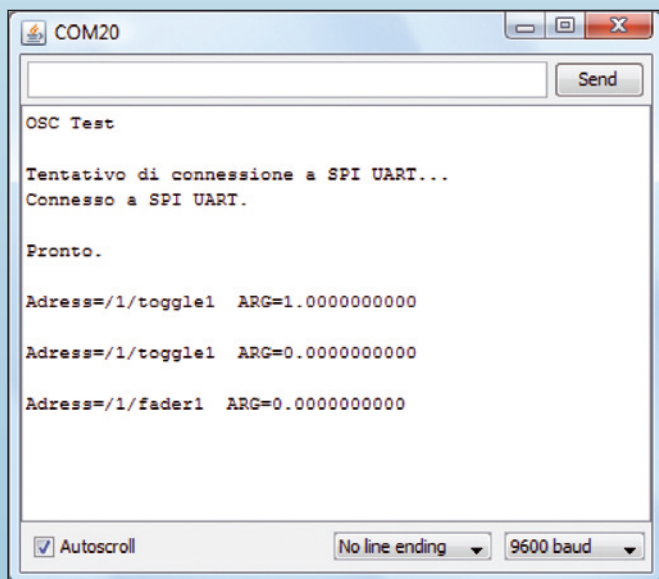 COM20
Send
OSC Test
Tentativo di connessione a SPI UART...
Connesso a SPI UART.
Pronto.
Adress=/1/toggle1  ARG=1.0000000000
Adress=/1/toggle1  ARG=0.0000000000
Adress=/1/fader1  ARG=0.0000000000
Autoscroll No line ending 9600 baud